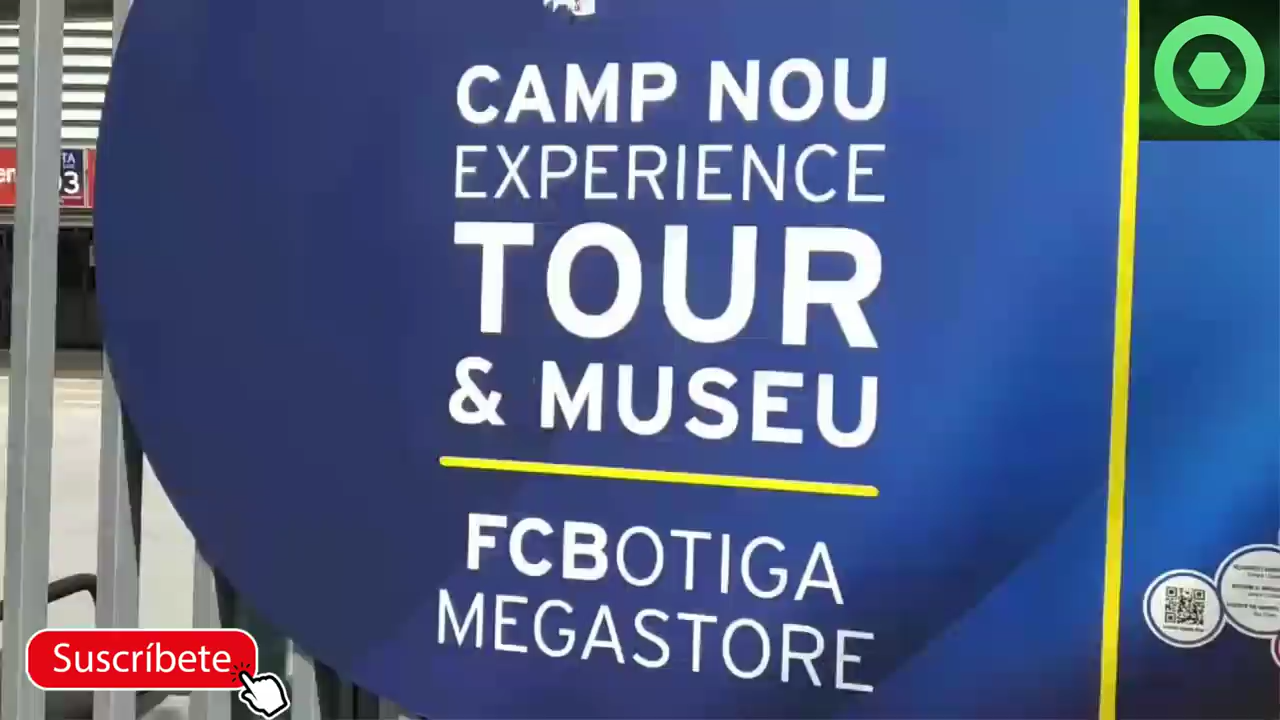 CAMP NOU
EXPERIENCE
TOUR
& MUSEU
FCBOTIGA
MEGASTORE
Suscríbete